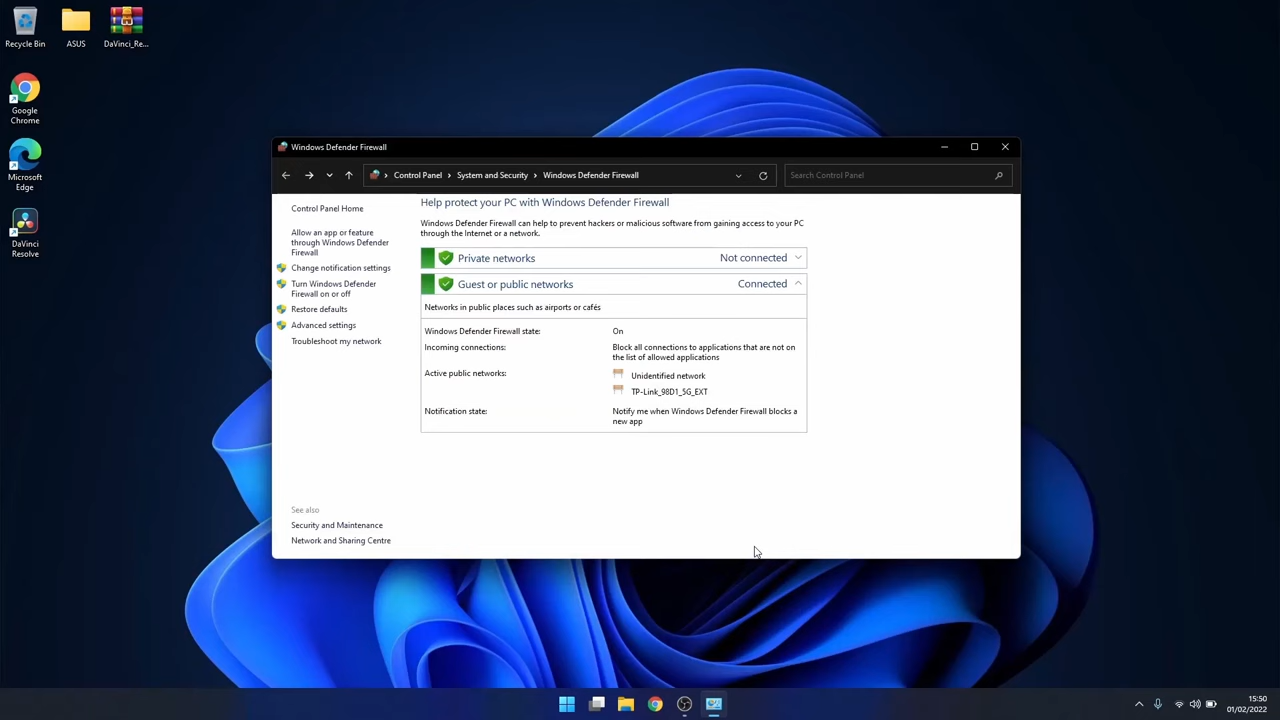 Recycle Bin
ASUS
DaVinci_Re...
Google
Chrome
Microsoft
Edge
DaVinci
Resolve
Windows Defender Firewall
Control Panel
System and Security
Windows Defender Firewall
Search Control Panel
Control Panel Home
Allow an app or feature
through Windows Defender
Firewall
Change notification settings
Turn Windows Defender
Firewall on or off
Restore defaults
Advanced settings
Troubleshoot my network
See also
Security and Maintenance
Network and Sharing Centre
Help protect your PC with Windows Defender Firewall
Windows Defender Firewall can help to prevent hackers or malicious software from gaining access to your PC
through the Internet or a network.
Private networks Not connected
Guest or public networks Connected
Networks in public places such as airports or cafés
Windows Defender Firewall state: On
Incoming connections: Block all connections to applications that are not on
the list of allowed applications
Active public networks: Unidentified network
TP-Link_98D1_5G_EXT
Notification state: Notify me when Windows Defender Firewall blocks a
new app
15:50
01/02/2022